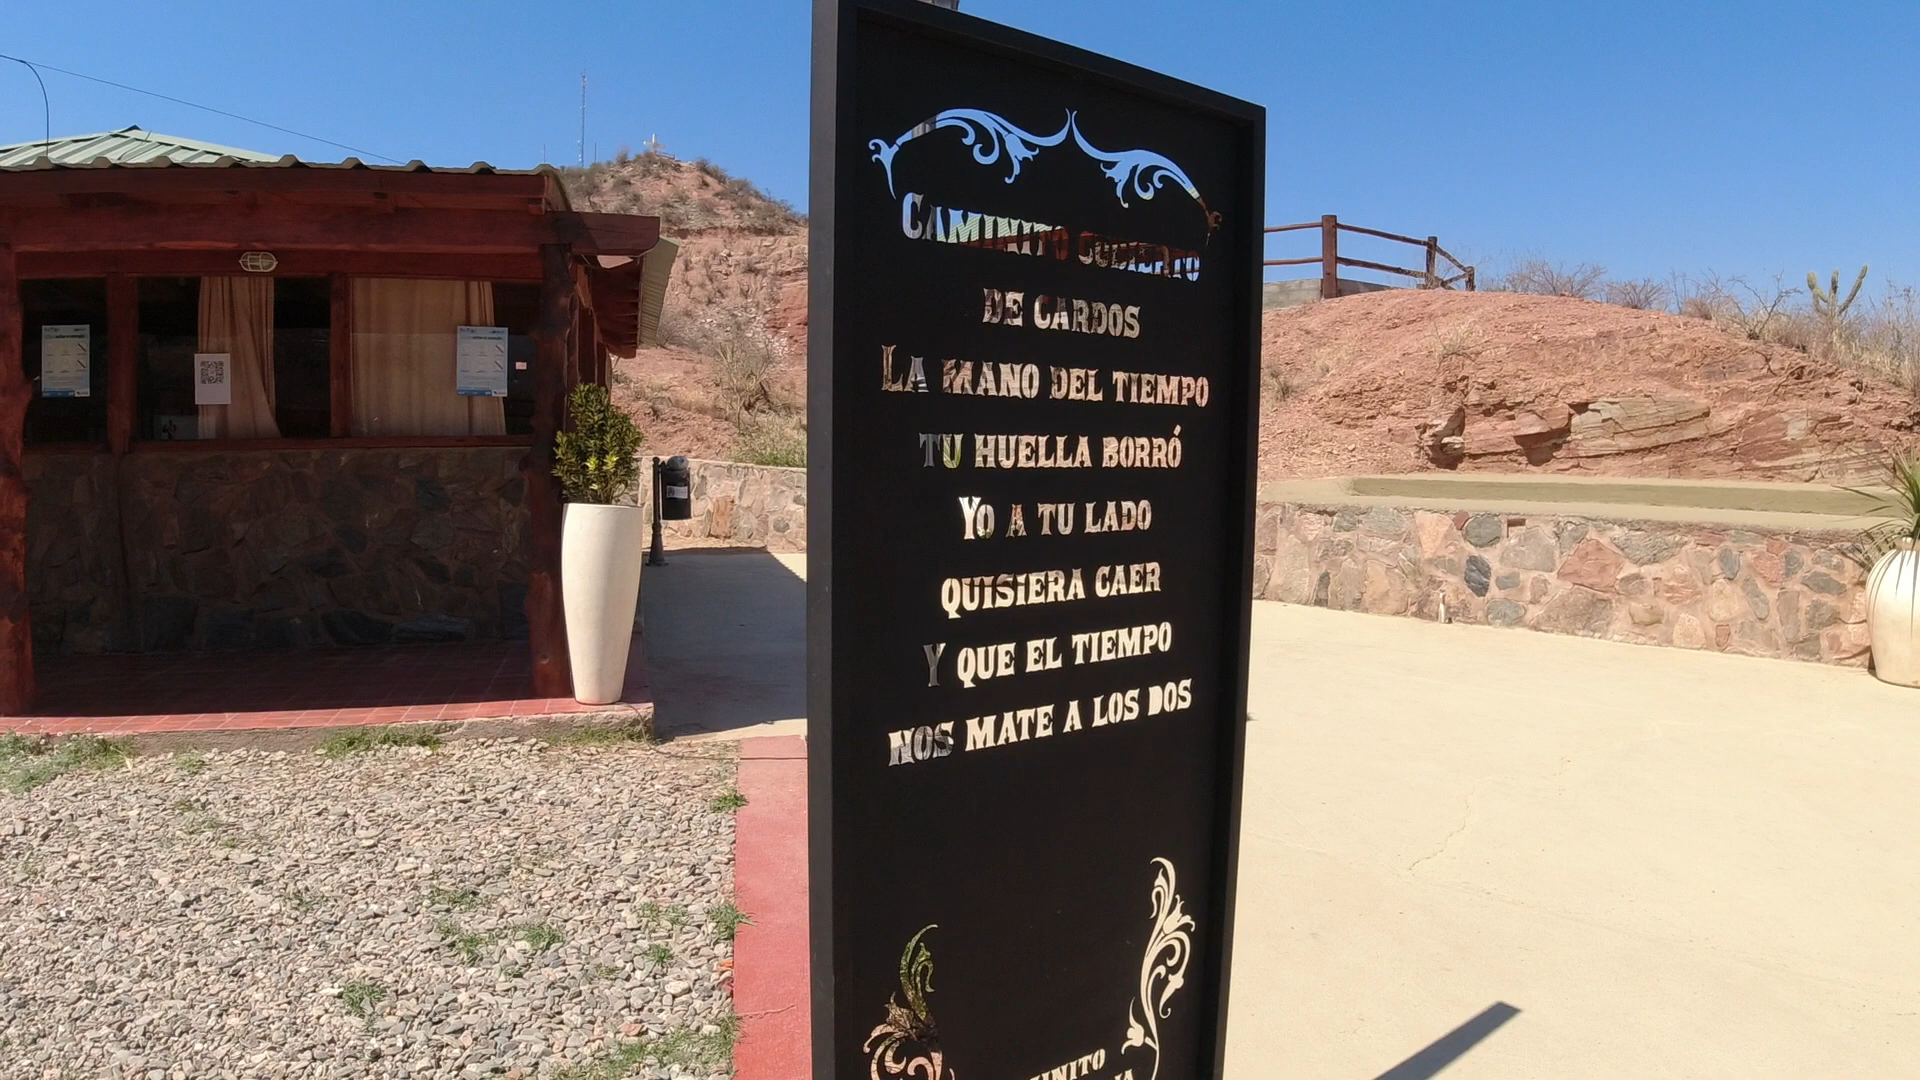 CAMINITO CUBIERTO
DE CARDOS
LA MANO DEL TIEMPO
TU HUELLA BORRÓ
YO A TU LADO
QUISIERA CAER
Y QUE EL TIEMPO
NOS MATE A LOS DOS